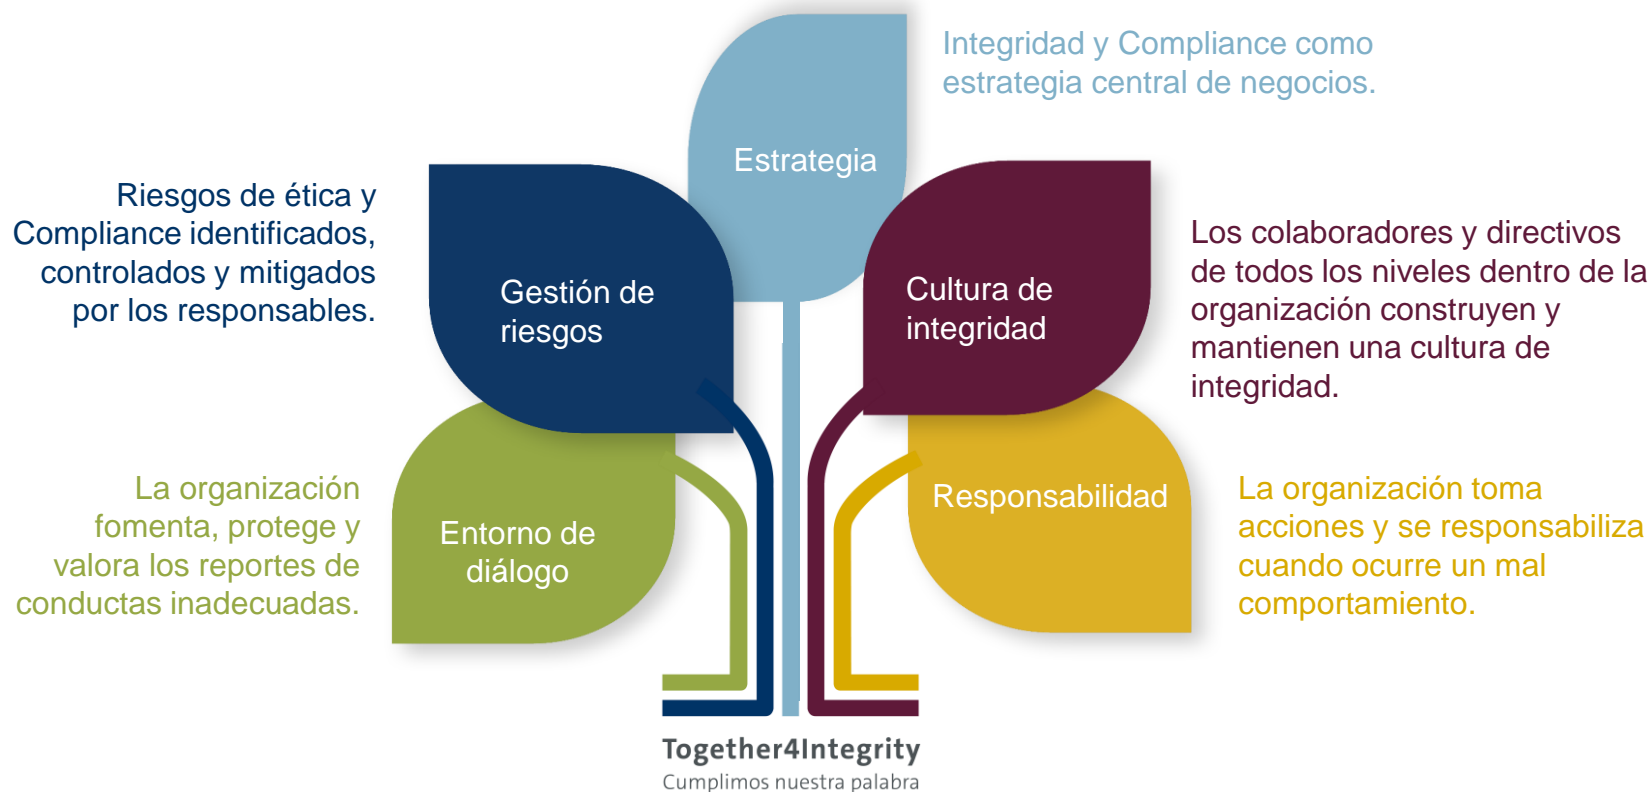 Integridad y Compliance como
estrategia central de negocios.
Estrategia
Riesgos de ética y
Compliance identificados,
controlados y mitigados
por los responsables.
Gestión de
riesgos
Cultura de
integridad
Los colaboradores y directivos
de todos los niveles dentro de la
organización construyen y
mantienen una cultura de
integridad.
La organización
fomenta, protege y
valora los reportes de
conductas inadecuadas.
Entorno de
diálogo
Responsabilidad
La organización toma
acciones y se responsabiliza
cuando ocurre un mal
comportamiento.
Together4Integrity
Cumplimos nuestra palabra